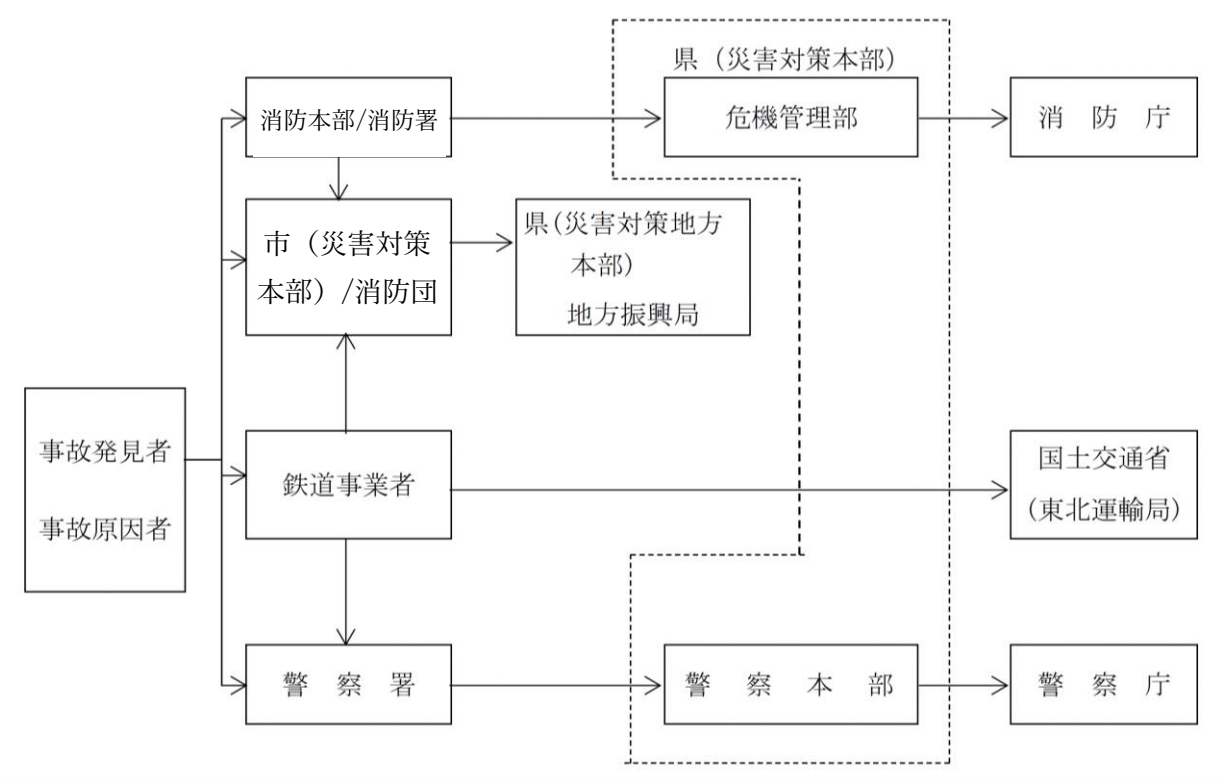 県（災害対策本部）
消防本部/消防署
危機管理部
消 防 庁
市（災害対策
本部）/消防団
県(災害対策地方
本部)
地方振興局
事故発見者
事故原因者
鉄道事業者
国土交通省
(東北運輸局)
警 察 署
警 察 本 部
警 察 庁